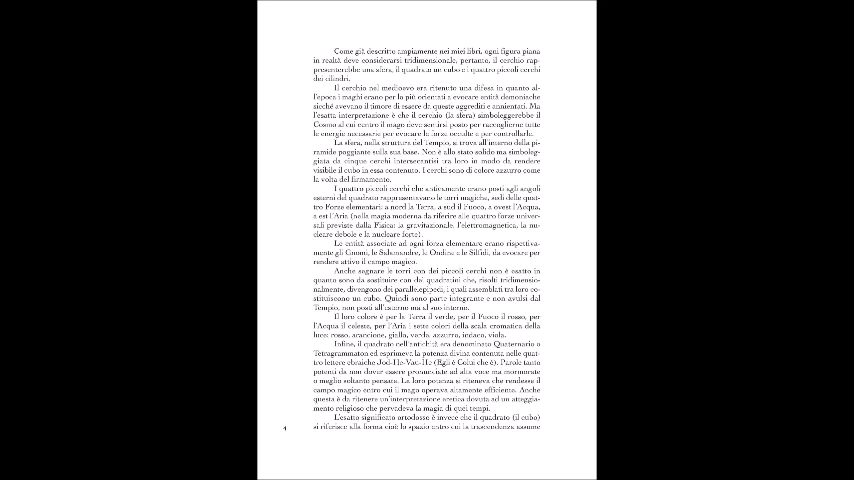 Come già descritto ampiamente nei miei libri, ogni figura piana
in realtà deve considerarsi tridimensionale, pertanto, il cerchio rap-
presenterebbe una sfera, il quadrato un cubo e i quattro piccoli cerchi
dei cilindri.
Il cerchio nel medioevo era ritenuto una difesa in quanto al-
l'epoca i maghi erano per lo più orientati a evocare entità demoniache
sicché avevano il timore di essere da queste aggrediti e annientati. Ma
l'esatta interpretazione è che il cerchio (la sfera) simboleggerebbe il
Cosmo al cui centro il mago deve sentirsi posto per raccoglierne tutte
le energie necessarie per evocare le forze occulte e per controllarle.
La sfera, nella struttura del Tempio, si trova all'interno della pi-
ramide poggiante sulla sua base. Non è allo stato solido ma simboleg-
giata da cinque cerchi intersecantisi tra loro in modo da rendere
visibile il cubo in essa contenuto. I cerchi sono di colore azzurro come
la volta del firmamento.
I quattro piccoli cerchi che anticamente erano posti agli angoli
esterni del quadrato rappresentavano le torri magiche, sedi delle quat-
tro Forze elementari: a nord la Terra, a sud il Fuoco, a ovest l'Acqua,
a est l'Aria (nella magia moderna da riferire alle quattro forze univer-
sali previste dalla Fisica: la gravitazionale, l'elettromagnetica, la nu-
cleare debole e la nucleare forte).
Le entità associate ad ogni forza elementare erano rispettiva-
mente gli Gnomi, le Salamandre, le Ondine e le Silfidi, da evocare per
rendere attivo il campo magico.
Anche segnare le torri con dei piccoli cerchi non è esatto in
quanto sono da sostituire con dei quadratini che, risolti tridimensio-
nalmente, divengono dei parallelepipedi, i quali assemblati tra loro co-
stituiscono un cubo. Quindi sono parte integrante e non avulsi dal
Tempio, non posti all'esterno ma al suo interno.
Il loro colore è per la Terra il verde, per il Fuoco il rosso, per
l'Acqua il celeste, per l'Aria i sette colori della scala cromatica della
luce: rosso, arancione, giallo, verde, azzurro, indaco, viola.
Infine, il quadrato nell'antichità era denominato Quaternario o
Tetragrammaton ed esprimeva la potenza divina contenuta nelle quat-
tro lettere ebraiche Jod-He-Vau-He (Egli è Colui che è). Parole tanto
potenti da non dover essere pronunciate ad alta voce ma mormorate
o meglio soltanto pensate. La loro potenza si riteneva che rendesse il
campo magico entro cui il mago operava altamente efficiente. Anche
questa è da ritenere un'interpretazione eretica dovuta ad un atteggia-
mento religioso che pervadeva la magia di quei tempi.
L'esatto significato ortodosso è invece che il quadrato (il cubo)
si riferisce alla forma cioè lo spazio entro cui la trascendenza assume
4